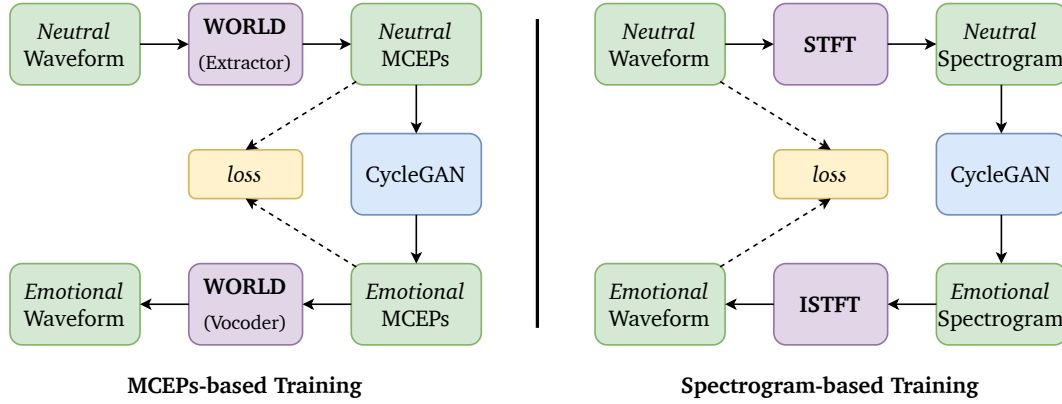 Neutral
Waveform
WORLD
(Extractor)
Neutral
MCEPs
loss
CycleGAN
Emotional
Waveform
WORLD
(Vocoder)
Emotional
MCEPs
MCEPs-based Training
Neutral
Waveform
STFT
Neutral
Spectrogram
loss
CycleGAN
Emotional
Waveform
ISTFT
Emotional
Spectrogram
Spectrogram-based Training